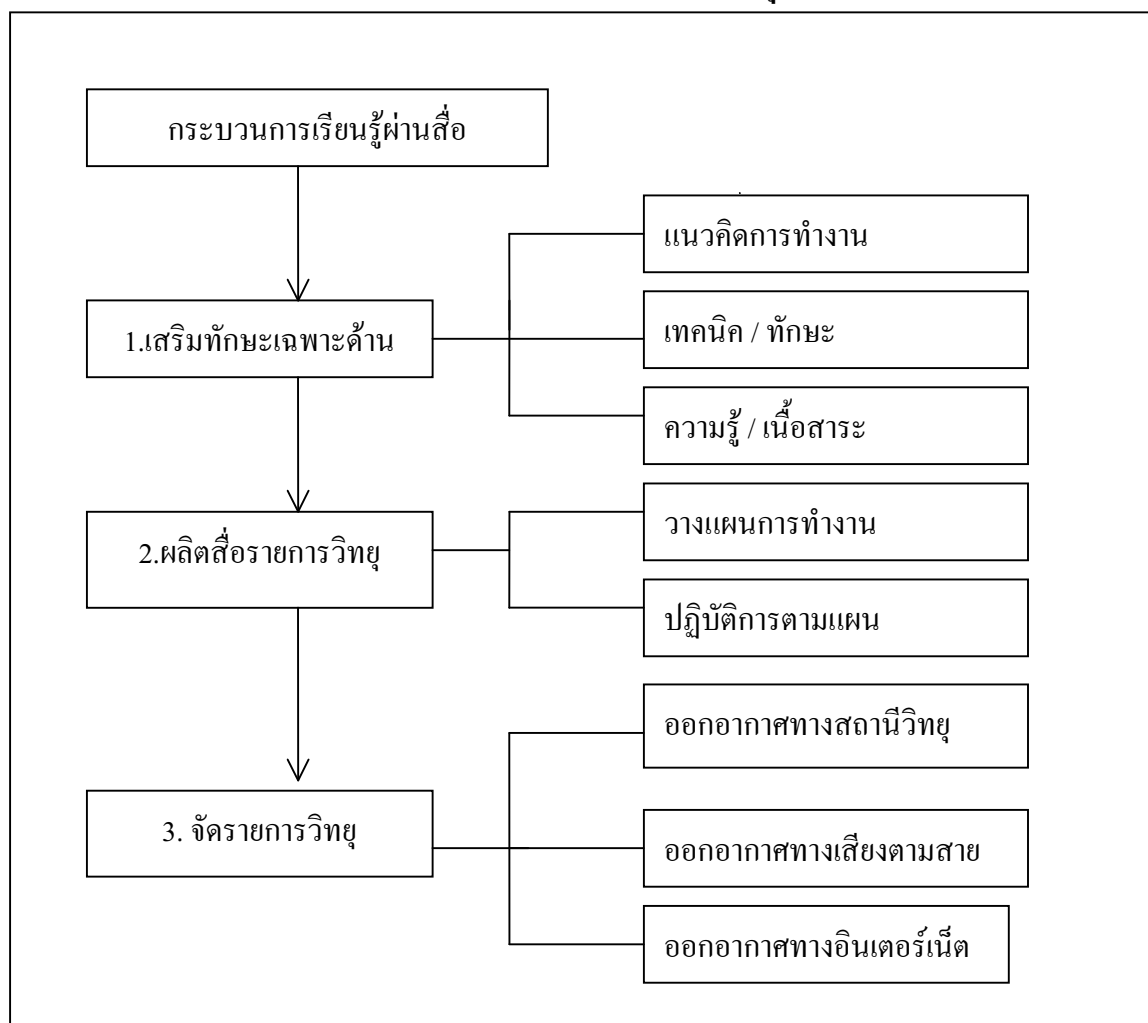 กระบวนการเรียนรู้ผ่านสื่อ
1.เสริมทักษะเฉพาะด้าน
แนวคิดการทำงาน
เทคนิค / ทักษะ
ความรู้ / เนื้อสาระ
2.ผลิตสื่อรายการวิทยุ
วางแผนการทำงาน
ปฏิบัติการตามแผน
3. จัดรายการวิทยุ
ออกอากาศทางสถานีวิทยุ
ออกอากาศทางเสียงตามสาย
ออกอากาศทางอินเตอร์เน็ต